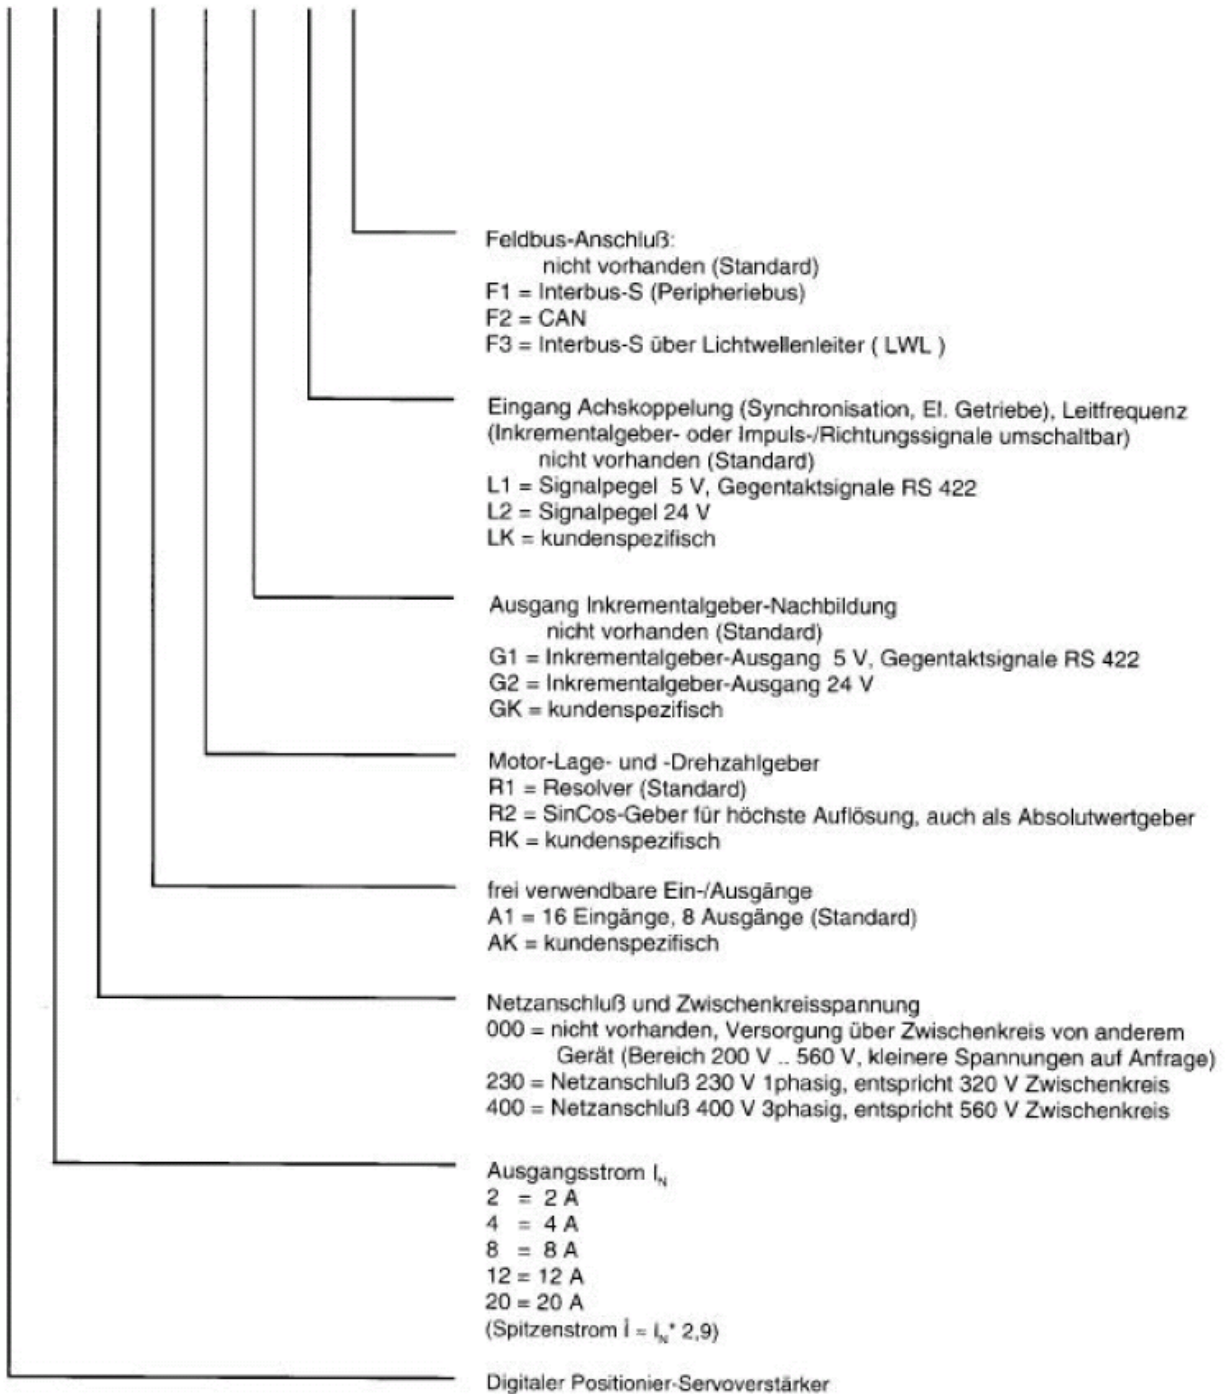 Feldbus-Anschluß:
nicht vorhanden (Standard)
F1 = Interbus-S (Peripheriebus)
F2 = CAN
F3 = Interbus-S über Lichtwellenleiter ( LWL )
Eingang Achskoppelung (Synchronisation, El. Getriebe), Leitfrequenz
(Inkrementalgeber- oder Impuls-/Richtungssignale umschaltbar)
nicht vorhanden (Standard)
L1 = Signalpegel 5 V, Gegentaktsignale RS 422
L2 = Signalpegel 24 V
LK = kundenspezifisch
Ausgang Inkrementalgeber-Nachbildung
nicht vorhanden (Standard)
G1 = Inkrementalgeber-Ausgang 5 V, Gegentaktsignale RS 422
G2 = Inkrementalgeber-Ausgang 24 V
GK = kundenspezifisch
Motor-Lage- und -Drehzahlgeber
R1 = Resolver (Standard)
R2 = SinCos-Geber für höchste Auflösung, auch als Absolutwertgeber
RK = kundenspezifisch
frei verwendbare Ein-/Ausgänge
A1 = 16 Eingänge, 8 Ausgänge (Standard)
AK = kundenspezifisch
Netzanschluß und Zwischenkreisspannung
000 = nicht vorhanden, Versorgung über Zwischenkreis von anderem
Gerät (Bereich 200 V .. 560 V, kleinere Spannungen auf Anfrage)
230 = Netzanschluß 230 V 1phasig, entspricht 320 V Zwischenkreis
400 = Netzanschluß 400 V 3phasig, entspricht 560 V Zwischenkreis
Ausgangsstrom I_N
2 = 2 A
4 = 4 A
8 = 8 A
12 = 12 A
20 = 20 A
(Spitzenstrom Î = I_N* 2,9)
Digitaler Positionier-Servoverstärker